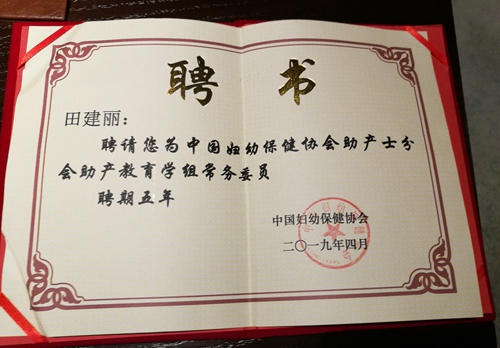 聘书
田建丽：
聘请您为中国妇幼保健协会助产士分
会助产教育学组常务委员
聘期五年
中国妇幼保健协会
二〇一九年四月